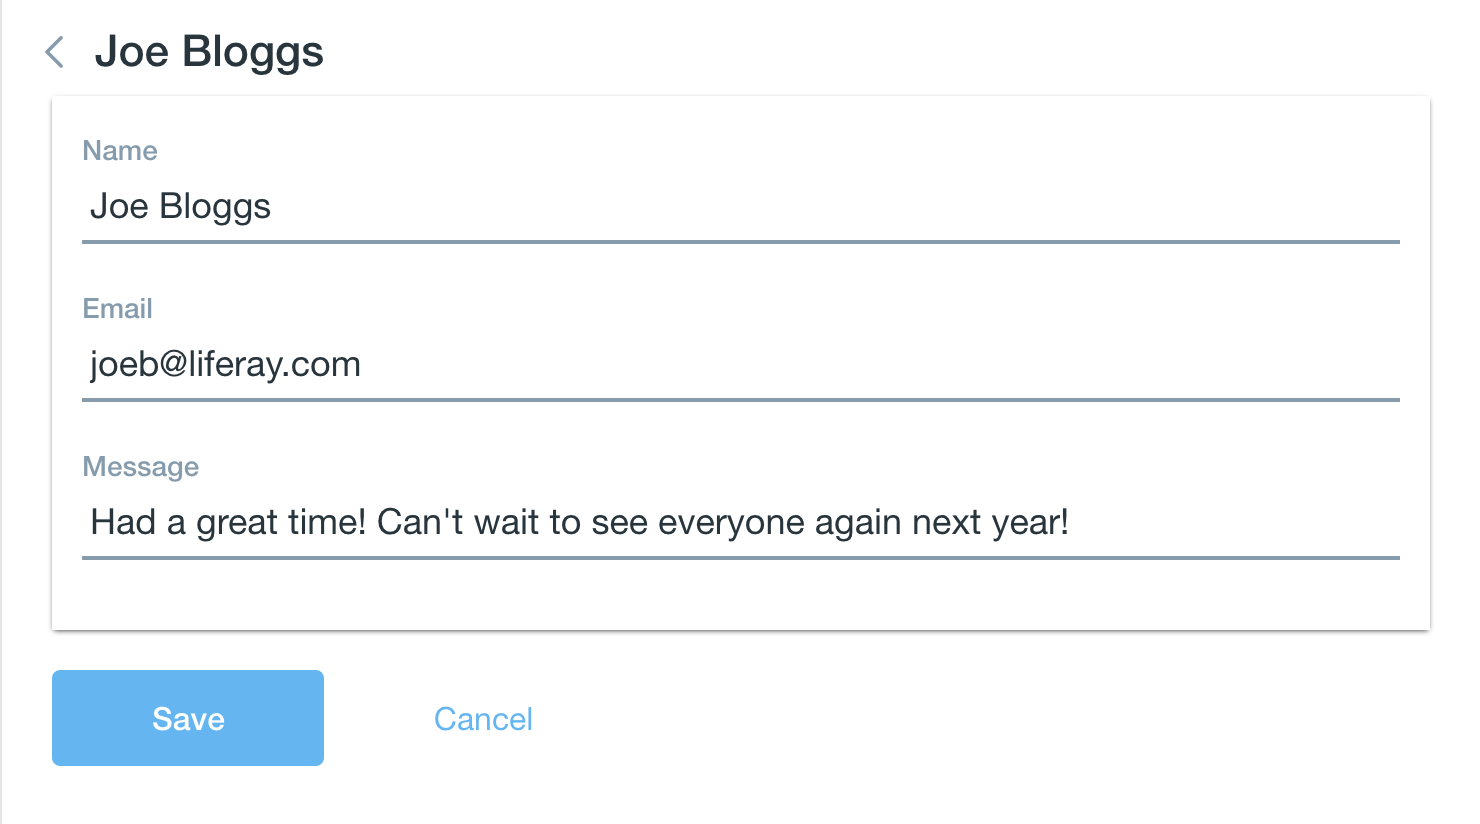 Joe Bloggs
Name
Joe Bloggs
Email
joeb@liferay.com
Message
Had a great time! Can't wait to see everyone again next year!
Save
Cancel